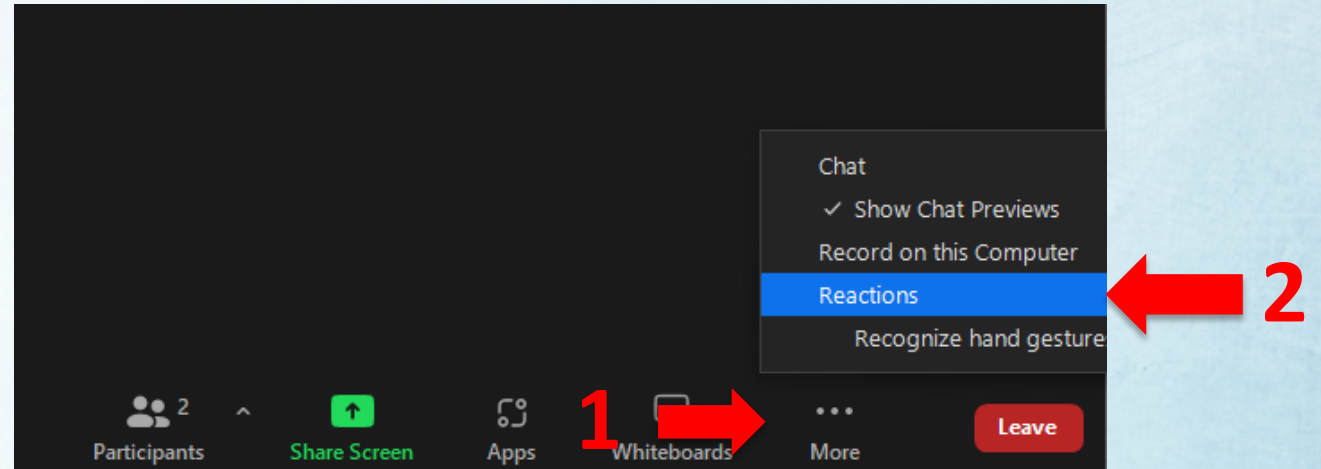 Chat
✓ Show Chat Previews
Record on this Computer
Reactions
2
Recognize hand gesture
2
1
Participants
Share Screen
Apps
Whiteboards
More
Leave